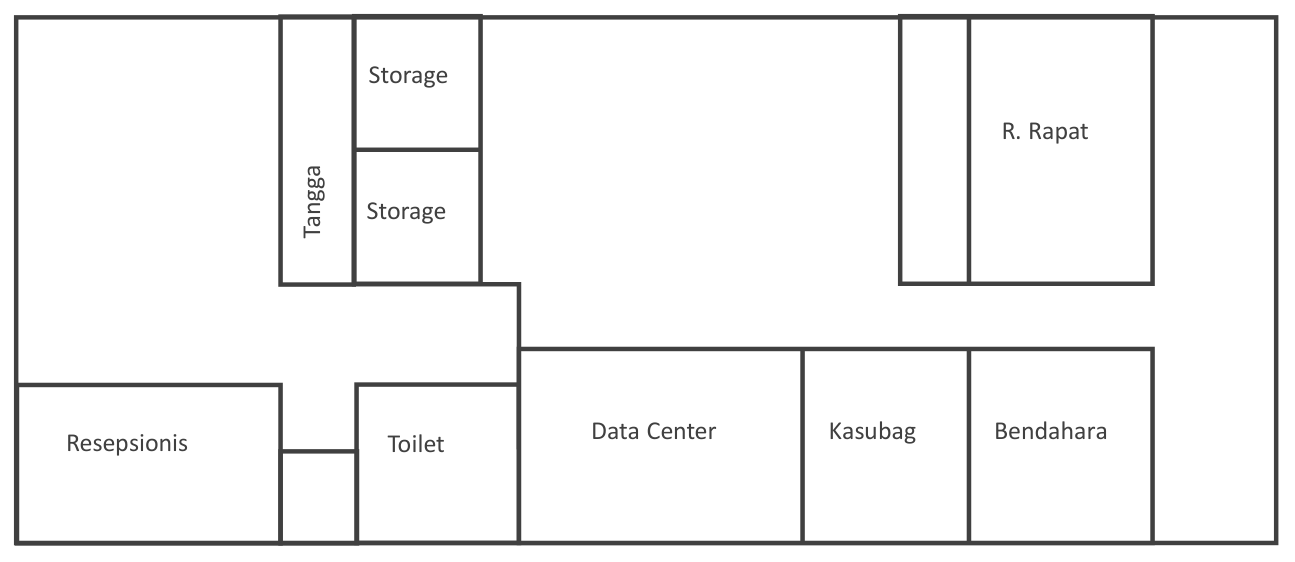 Storage
R. Rapat
Tangga
Storage
Resepsionis
Toilet
Data Center
Kasubag
Bendahara